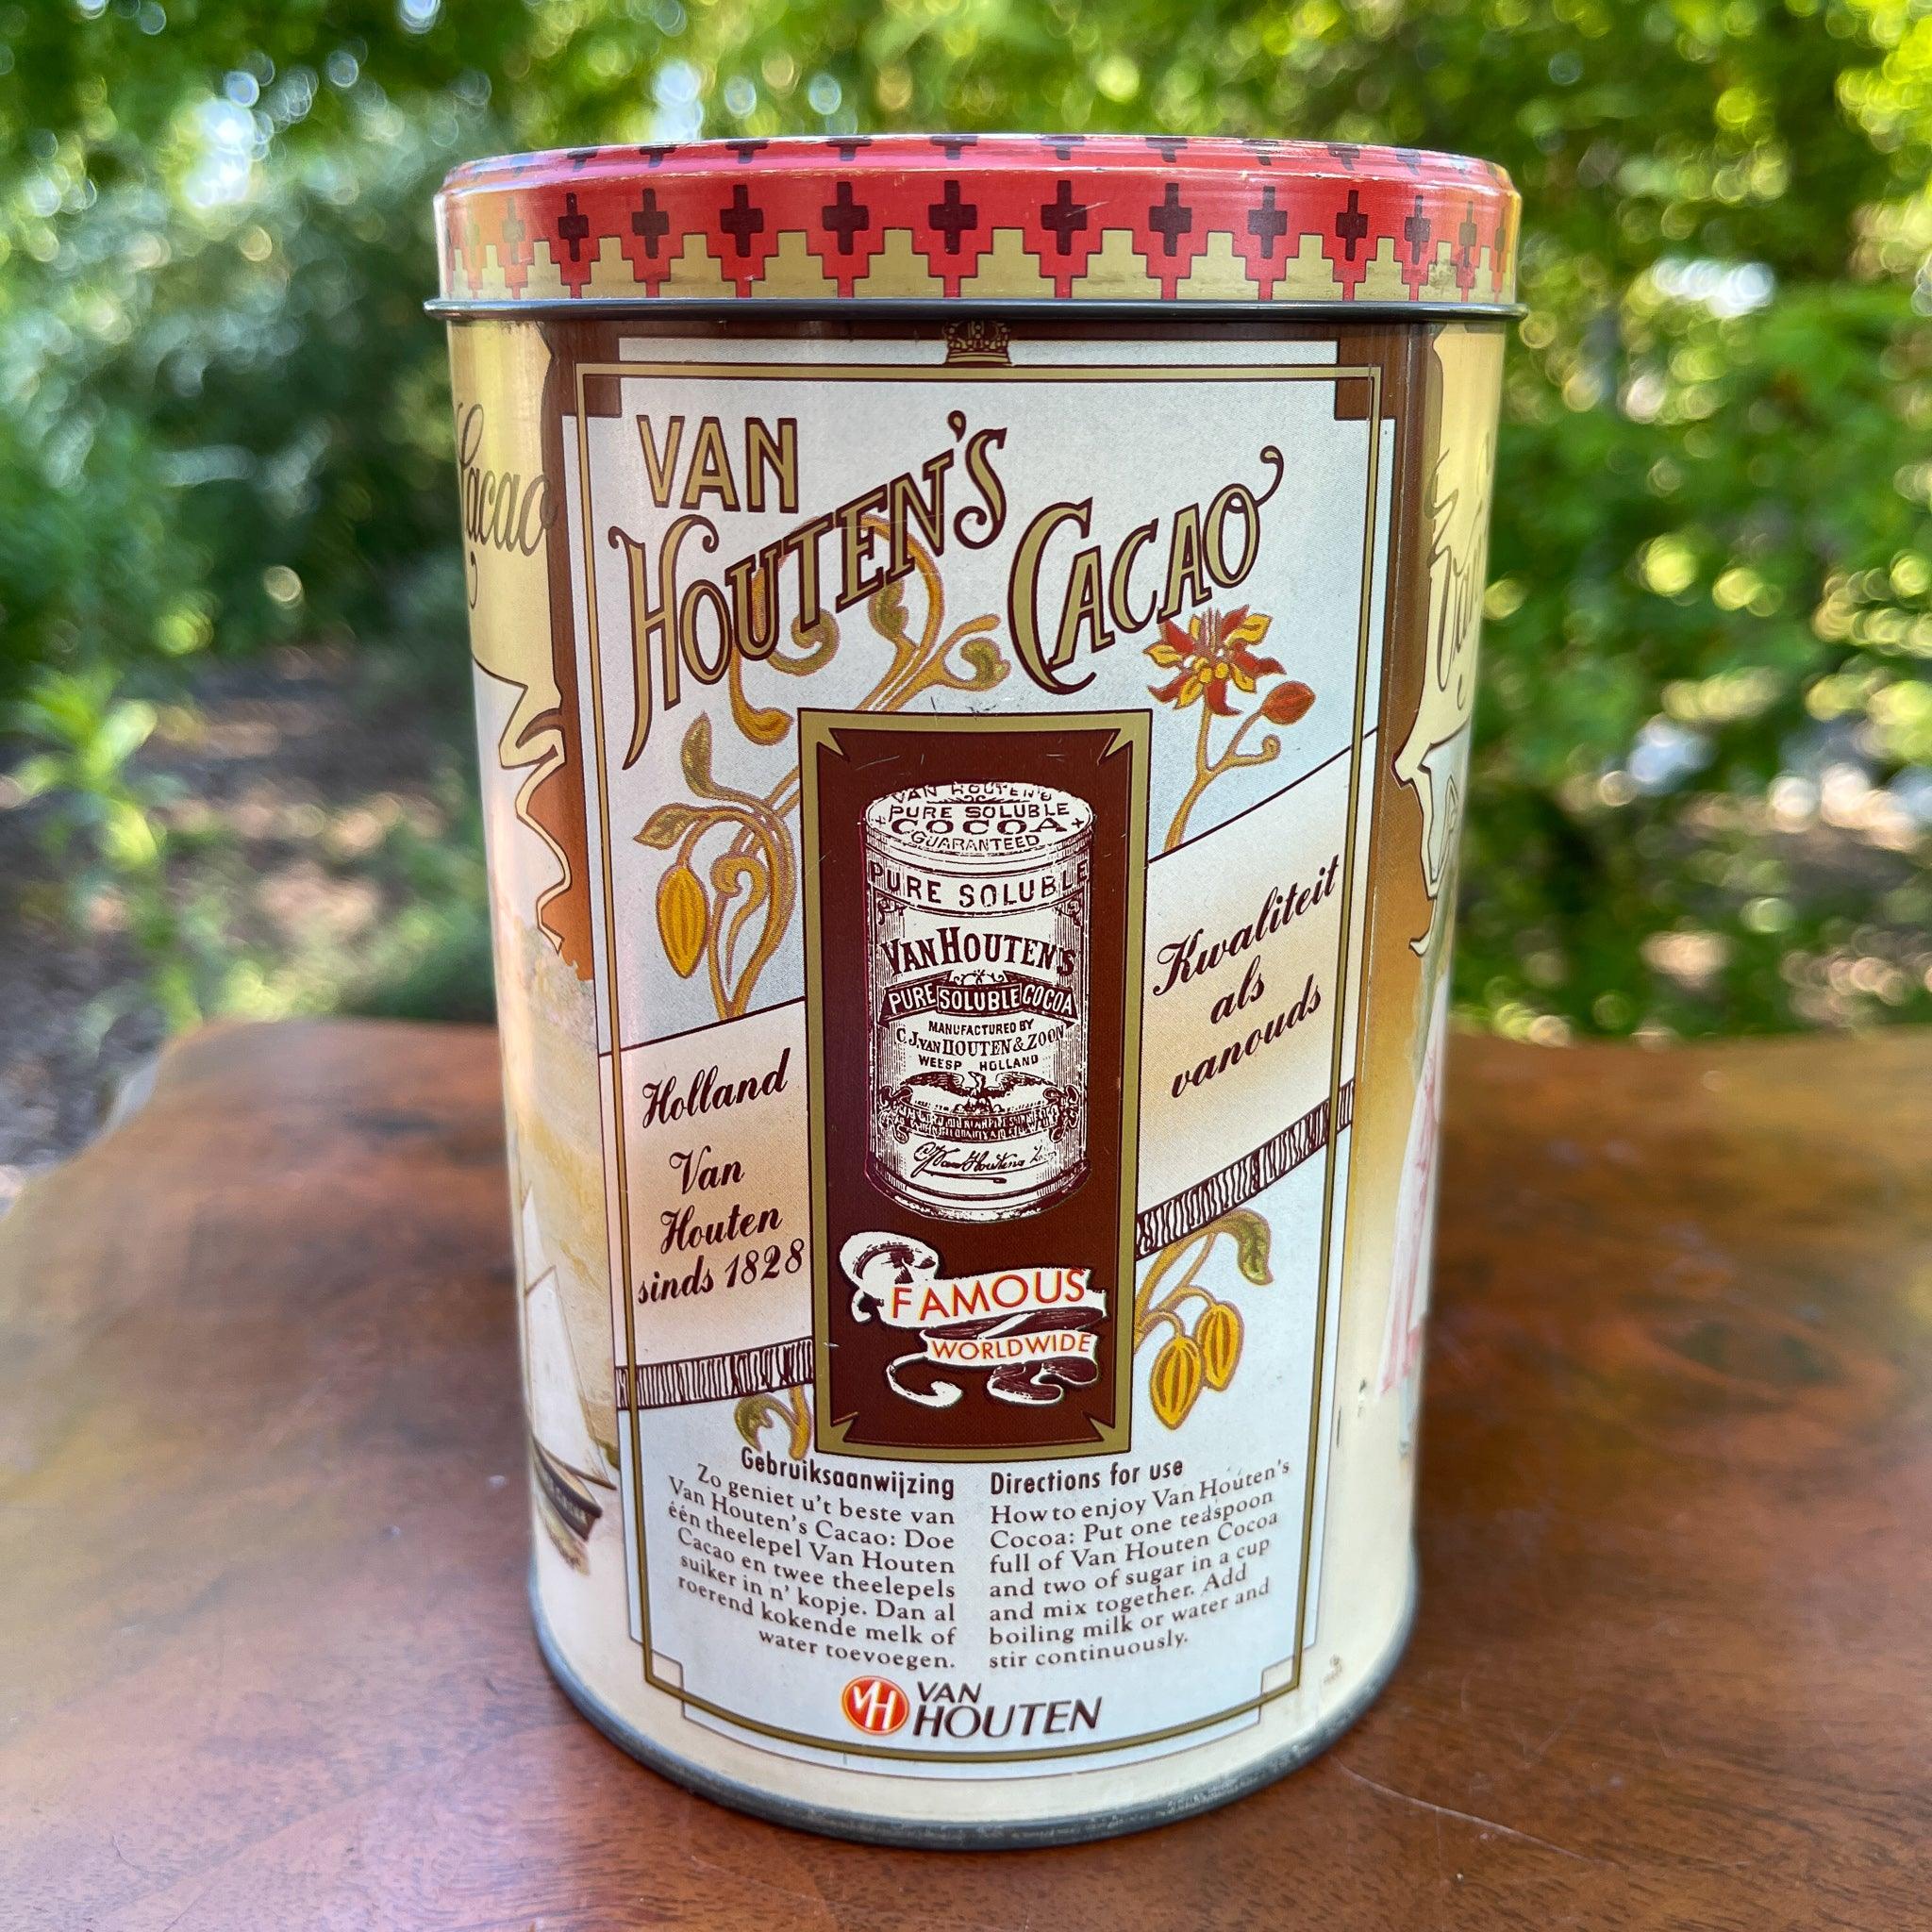 Cacao
VAN
HOUTEN'S
CACAO
VAN HOUTEN'S
PURE SOLUBLE
COCOA
GUARANTEED
PURE SOLUBLE
VAN HOUTEN'S
PURE SOLUBLE COCOA
MANUFACTURED BY
C.J. VAN HOUTEN & ZOON
WEESP HOLLAND
C J Van Houten & Zoon
FAMOUS
WORLDWIDE
Holland
Van
Houten
sinds 1828
Kwaliteit
als
vanouds
Gebruiksaanwijzing
Zo geniet u't beste van
Van Houten's Cacao: Doe
één theelepel Van Houten
Cacao en twee theelepels
suiker in n' kopje. Dan al
roerend kokende melk of
water toevoegen.
Directions for use
How to enjoy Van Houten's
Cocoa: Put one teaspoon
full of Van Houten Cocoa
and two of sugar in a cup
and mix together. Add
boiling milk or water and
stir continuously.
VH VAN
HOUTEN